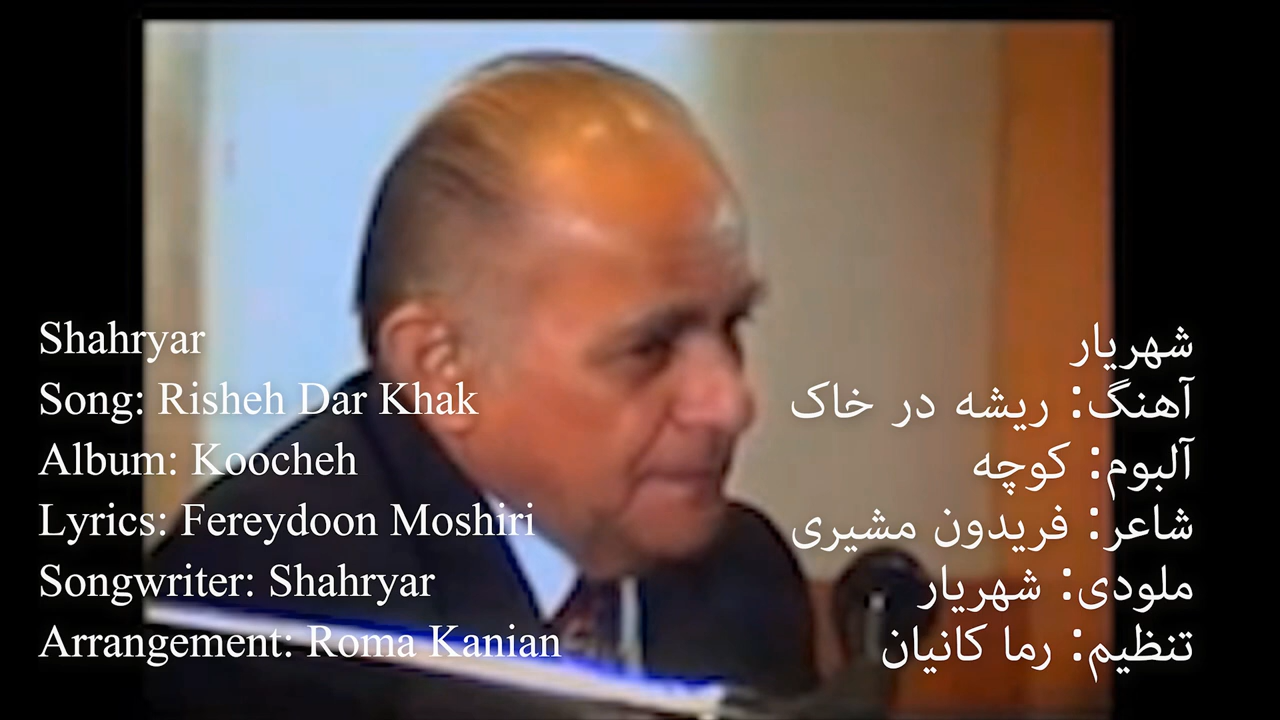 Shahryar
Song: Risheh Dar Khak
Album: Koocheh
Lyrics: Fereydoon Moshiri
Songwriter: Shahryar
Arrangement: Roma Kanian
شهریار
آهنگ: ریشه در خاک
آلبوم: کوچه
شاعر: فریدون مشیری
ملودی: شهریار
تنظیم: رما کانیان